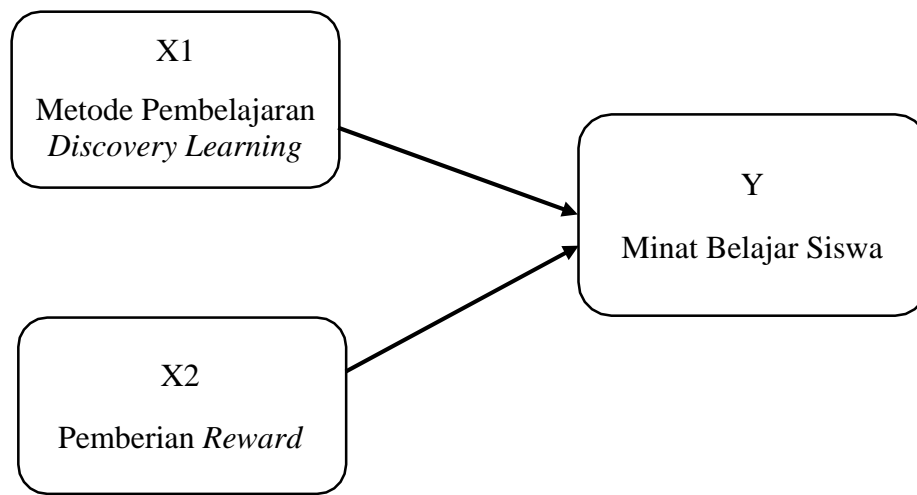 X1
Metode Pembelajaran
Discovery Learning
Y
Minat Belajar Siswa
X2
Pemberian Reward